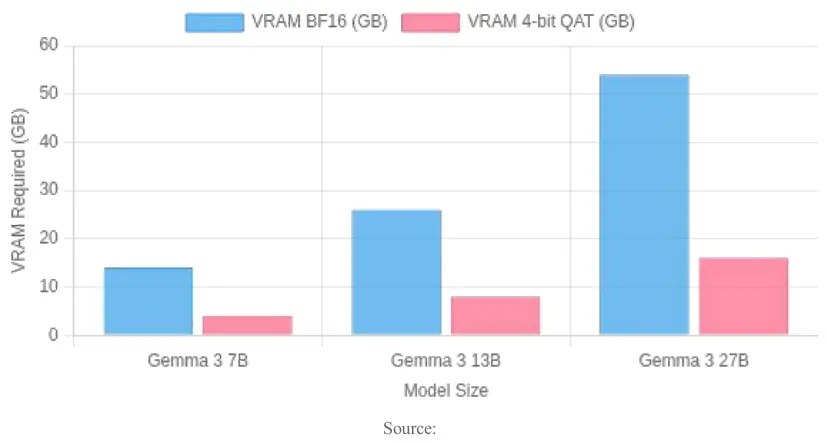 VRAM BF16 (GB) VRAM 4-bit QAT (GB)
60
50
40
30
20
10
0
VRAM Required (GB)
Gemma 3 7B Gemma 3 13B Gemma 3 27B
Model Size
Source: